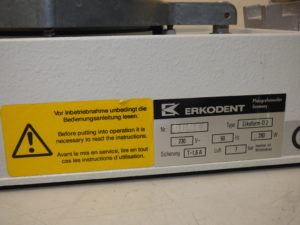 Vor Inbetriebnahme unbedingt die
Bedienungsanleitung lesen.
Before putting into operation it is
necessary to read the instructions.
Avant la mise en service, lire en tout
cas les instructions d'utilisation.
ERKODENT
Germany
Nr.
Type Erkoform-
230 V~ 50 Hz W
Sicherung T-1,6 A Luft